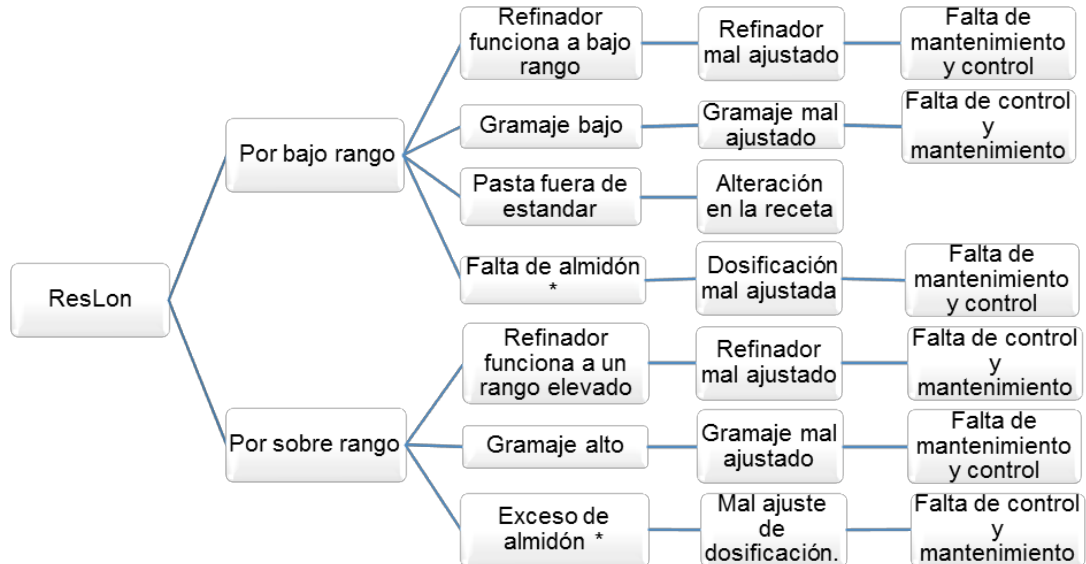 Refinador
funciona a bajo
rango
Refinador
mal ajustado
Falta de
mantenimiento
y control
Por bajo rango
Gramaje bajo
Gramaje mal
ajustado
Falta de control
y
mantenimiento
Pasta fuera de
estandar
Alteración
en la receta
Falta de almidón
*
Dosificación
mal ajustada
Falta de
mantenimiento
y control
ResLon
Refinador
funciona a un
rango elevado
Refinador
mal ajustado
Falta de control
y
mantenimiento
Por sobre rango
Gramaje alto
Gramaje mal
ajustado
Falta de
mantenimiento
y control
Exceso de
almidón *
Mal ajuste
de
dosificación.
Falta de control
y
mantenimiento